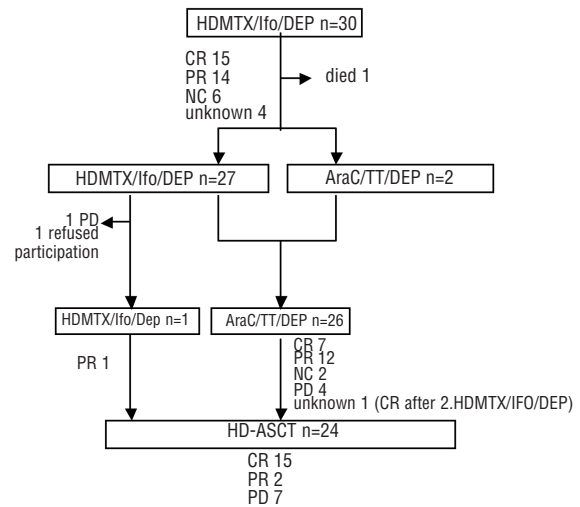 HDMTX/Ifo/DEP n=30
CR 15
PR 14
NC 6
unknown 4
died 1
HDMTX/Ifo/DEP n=27
AraC/TT/DEP n=2
1 PD
1 refused
participation
HDMTX/Ifo/Dep n=1
AraC/TT/DEP n=26
PR 1
CR 7
PR 12
NC 2
PD 4
unknown 1 (CR after 2.HDMTX/IFO/DEP)
HD-ASCT n=24
CR 15
PR 2
PD 7